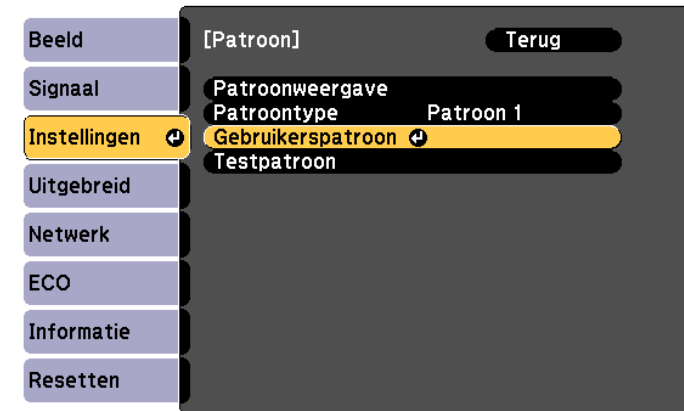 Beeld
Signaal
Instellingen
Uitgebreid
Netwerk
ECO
Informatie
Resetten
[Patroon] Terug
Patroonweergave
Patroontype Patroon 1
Gebruikerspatroon
Testpatroon